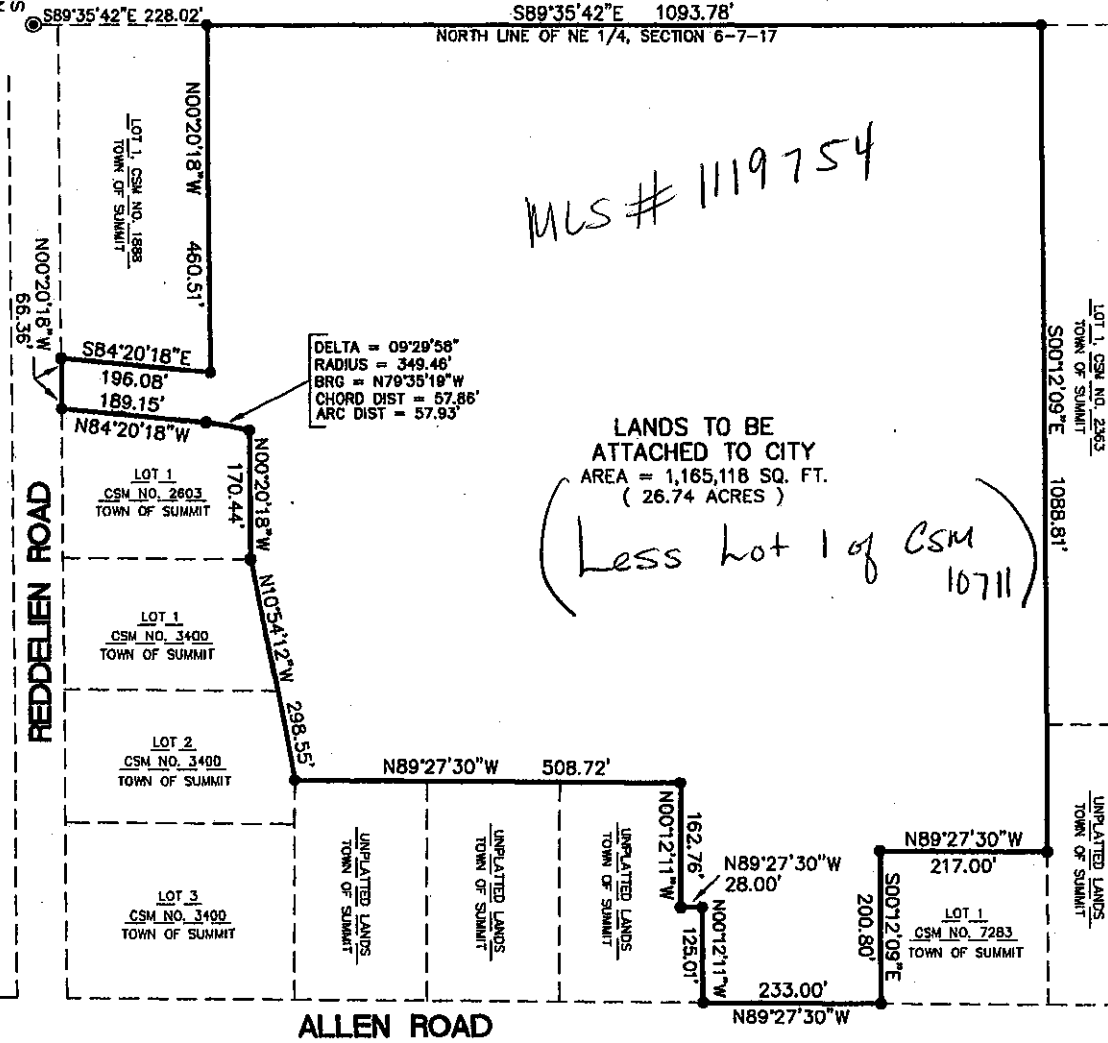 S89°35'42"E 228.02'
S89°35'42"E 1093.78'
NORTH LINE OF NE 1/4, SECTION 6-7-17
N00°20'18"W 460.51'
LOT 1, CSM NO. 1888
TOWN OF SUMMIT
MLS # 1119754
LOT 1, CSM NO. 2363
TOWN OF SUMMIT
S00°12'09"E 1088.81'
N00°20'18"W
66.36'
S84°20'18"E
196.08'
189.15'
N84°20'18"W
DELTA = 09°29'58"
RADIUS = 349.46'
BRG = N79°35'19"W
CHORD DIST = 57.86'
ARC DIST = 57.93'
LANDS TO BE
ATTACHED TO CITY
AREA = 1,165,118 SQ. FT.
( 26.74 ACRES )
(Less Lot 1 of CSM
10711)
N00°20'18"W
170.44'
LOT 1
CSM NO. 2603
TOWN OF SUMMIT
REDDELIEN ROAD
LOT 1
CSM NO. 3400
TOWN OF SUMMIT
N10°54'12"W 298.55'
LOT 2
CSM NO. 3400
TOWN OF SUMMIT
N89°27'30"W 508.72'
LOT 3
CSM NO. 3400
TOWN OF SUMMIT
UNPLATTED LANDS
TOWN OF SUMMIT
UNPLATTED LANDS
TOWN OF SUMMIT
UNPLATTED LANDS
TOWN OF SUMMIT
162.76'
N00°12'11"W
N89°27'30"W
28.00'
N00°12'11"W
125.01'
N89°27'30"W
217.00'
S00°12'09"E
200.80'
LOT 1
CSM NO. 7283
TOWN OF SUMMIT
UNPLATTED LANDS
TOWN OF SUMMIT
233.00'
N89°27'30"W
ALLEN ROAD